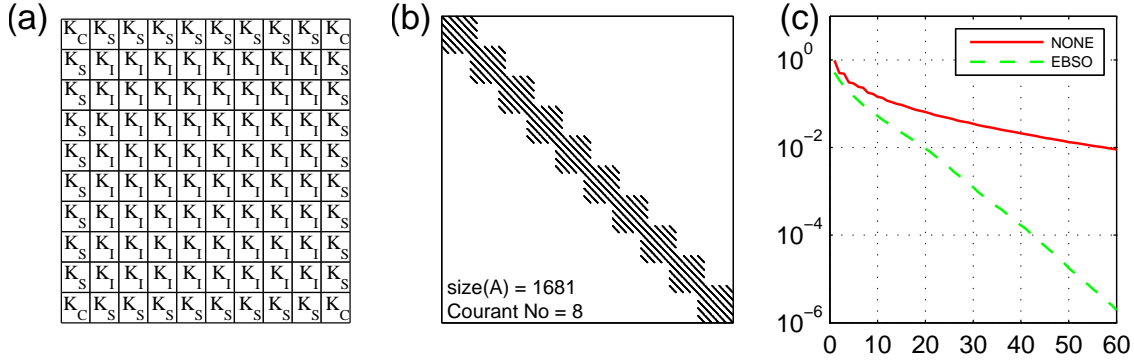 (a)
K_C K_S K_S K_S K_S K_S K_S K_S K_S K_C
K_S K_I K_I K_I K_I K_I K_I K_I K_I K_S
K_S K_I K_I K_I K_I K_I K_I K_I K_I K_S
K_S K_I K_I K_I K_I K_I K_I K_I K_I K_S
K_S K_I K_I K_I K_I K_I K_I K_I K_I K_S
K_S K_I K_I K_I K_I K_I K_I K_I K_I K_S
K_S K_I K_I K_I K_I K_I K_I K_I K_I K_S
K_S K_I K_I K_I K_I K_I K_I K_I K_I K_S
K_S K_I K_I K_I K_I K_I K_I K_I K_I K_S
K_C K_S K_S K_S K_S K_S K_S K_S K_S K_C
(b)
size(A) = 1681
Courant No = 8
(c)
NONE
EBSO
10^0
10^−2
10^−4
10^−6
0 10 20 30 40 50 60